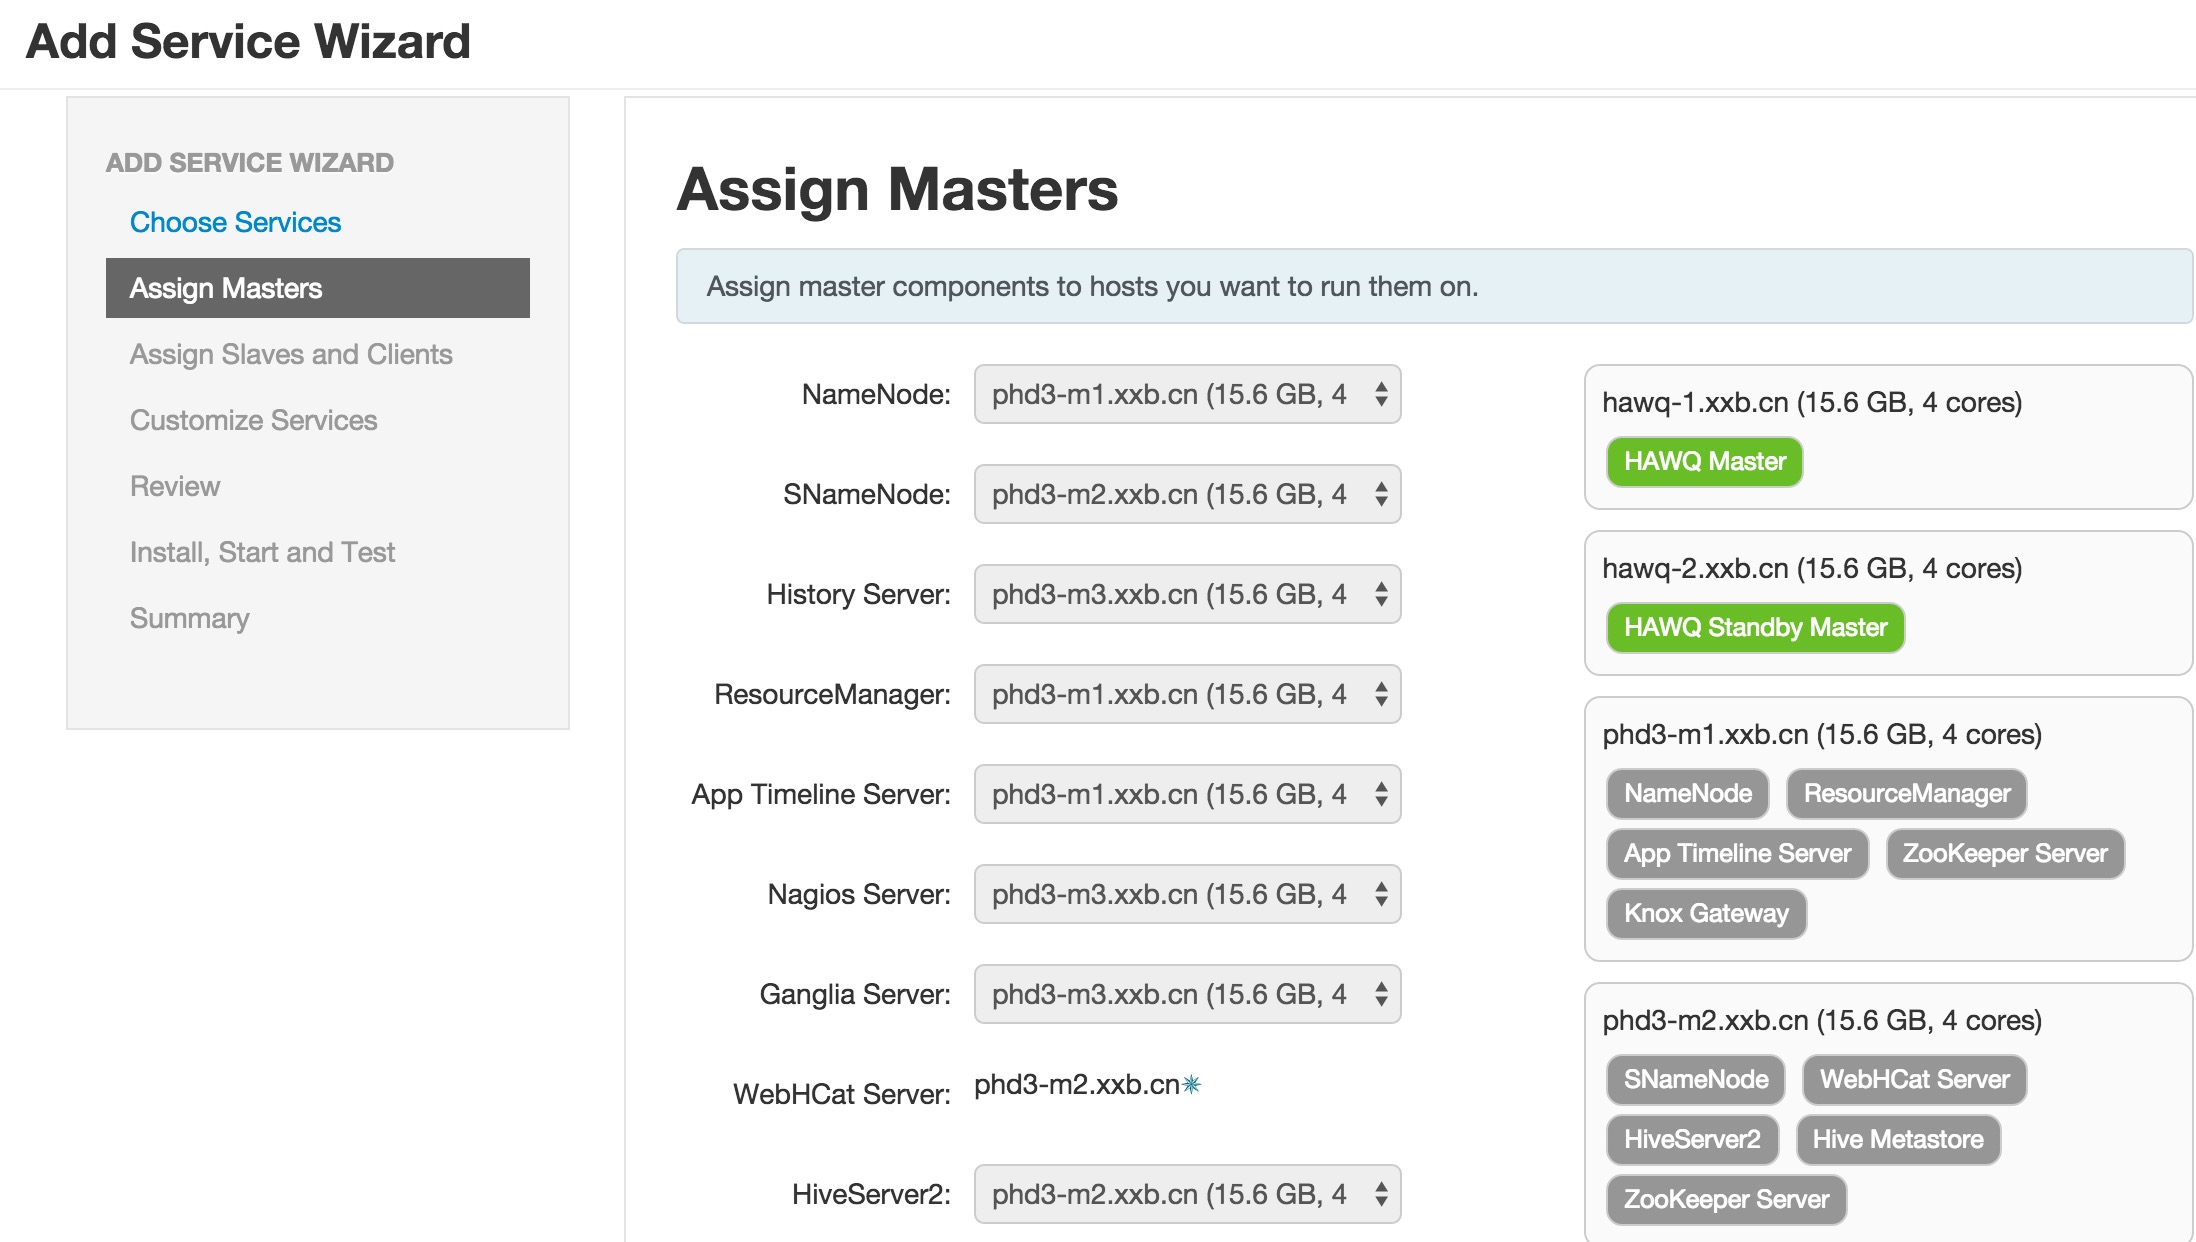 Add Service Wizard
ADD SERVICE WIZARD
Choose Services
Assign Masters
Assign Slaves and Clients
Customize Services
Review
Install, Start and Test
Summary
Assign Masters
Assign master components to hosts you want to run them on.
NameNode: phd3-m1.xxb.cn (15.6 GB, 4
SNameNode: phd3-m2.xxb.cn (15.6 GB, 4
History Server: phd3-m3.xxb.cn (15.6 GB, 4
ResourceManager: phd3-m1.xxb.cn (15.6 GB, 4
App Timeline Server: phd3-m1.xxb.cn (15.6 GB, 4
Nagios Server: phd3-m3.xxb.cn (15.6 GB, 4
Ganglia Server: phd3-m3.xxb.cn (15.6 GB, 4
WebHCat Server: phd3-m2.xxb.cn✵
HiveServer2: phd3-m2.xxb.cn (15.6 GB, 4
hawq-1.xxb.cn (15.6 GB, 4 cores)
HAWQ Master
hawq-2.xxb.cn (15.6 GB, 4 cores)
HAWQ Standby Master
phd3-m1.xxb.cn (15.6 GB, 4 cores)
NameNode ResourceManager
App Timeline Server ZooKeeper Server
Knox Gateway
phd3-m2.xxb.cn (15.6 GB, 4 cores)
SNameNode WebHCat Server
HiveServer2 Hive Metastore
ZooKeeper Server